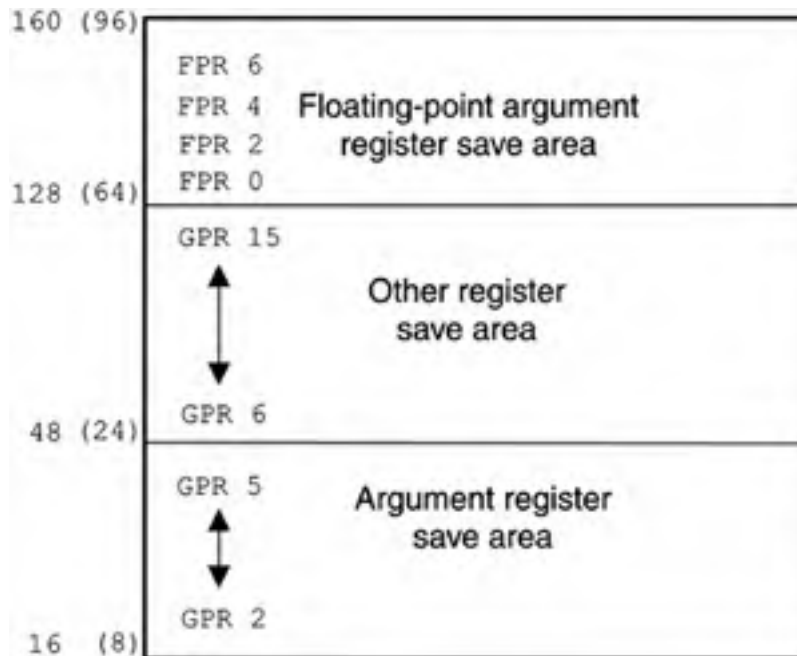 160 (96)
FPR 6
FPR 4
FPR 2
FPR 0
Floating-point argument
register save area
128 (64)
GPR 15
GPR 6
Other register
save area
48 (24)
GPR 5
GPR 2
Argument register
save area
16 (8)